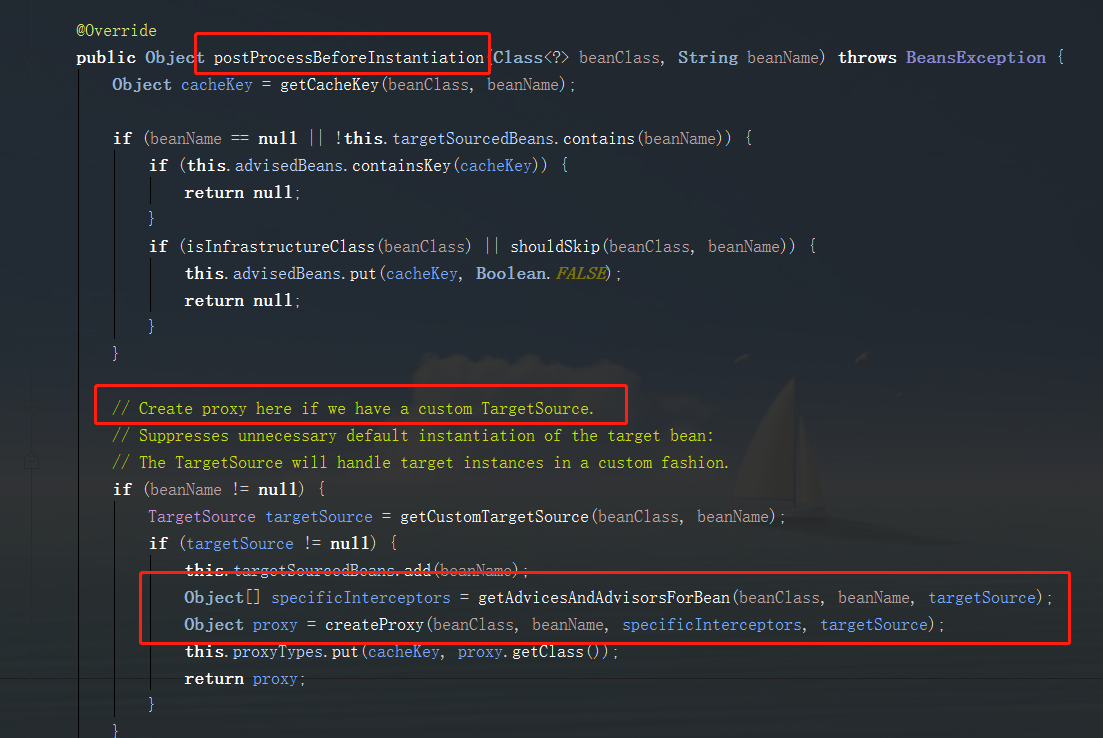 @Override
public Object postProcessBeforeInstantiation(Class<?> beanClass, String beanName) throws BeansException {
Object cacheKey = getCacheKey(beanClass, beanName);
if (beanName == null || !this.targetSourcedBeans.contains(beanName)) {
if (this.advisedBeans.containsKey(cacheKey)) {
return null;
}
if (isInfrastructureClass(beanClass) || shouldSkip(beanClass, beanName)) {
this.advisedBeans.put(cacheKey, Boolean.FALSE);
return null;
}
}
// Create proxy here if we have a custom TargetSource.
// Suppresses unnecessary default instantiation of the target bean:
// The TargetSource will handle target instances in a custom fashion.
if (beanName != null) {
TargetSource targetSource = getCustomTargetSource(beanClass, beanName);
if (targetSource != null) {
this.targetSourcedBeans.add(beanName);
Object[] specificInterceptors = getAdvicesAndAdvisorsForBean(beanClass, beanName, targetSource);
Object proxy = createProxy(beanClass, beanName, specificInterceptors, targetSource);
this.proxyTypes.put(cacheKey, proxy.getClass());
return proxy;
}
}